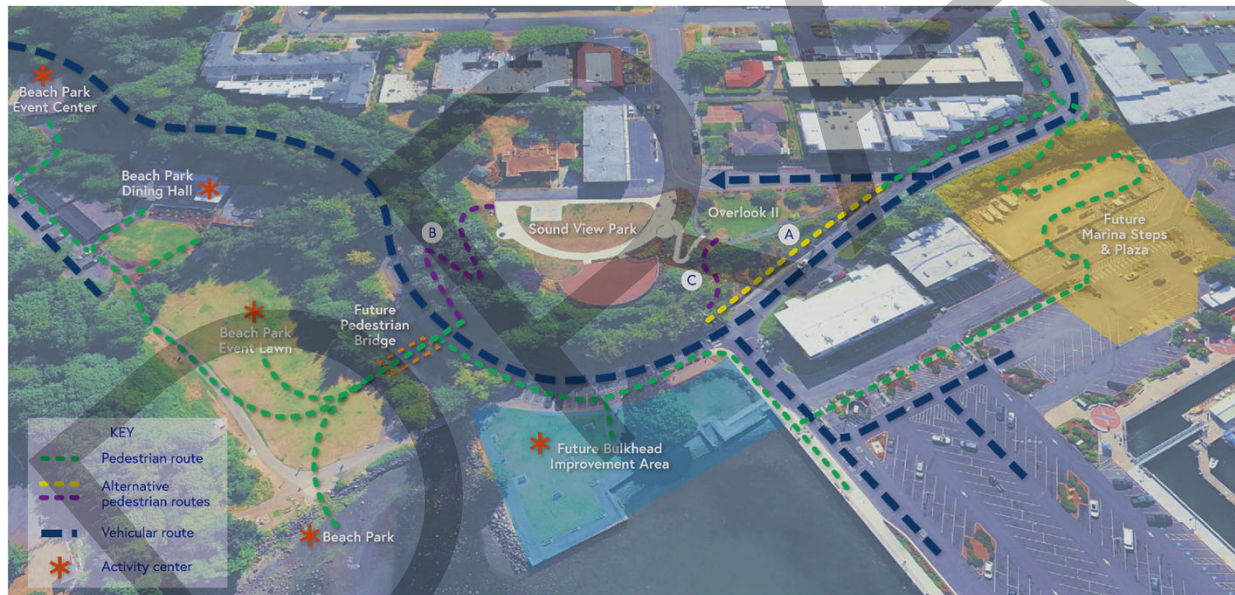 Beach Park
Event Center
Beach Park
Dining Hall
B
Sound View Park
Overlook II
A
C
Future
Marina Steps
& Plaza
Future
Pedestrian
Bridge
Beach Park
Event Lawn
Future Bulkhead
Improvement Area
Beach Park
KEY
Pedestrian route
Alternative
pedestrian routes
Vehicular route
Activity center